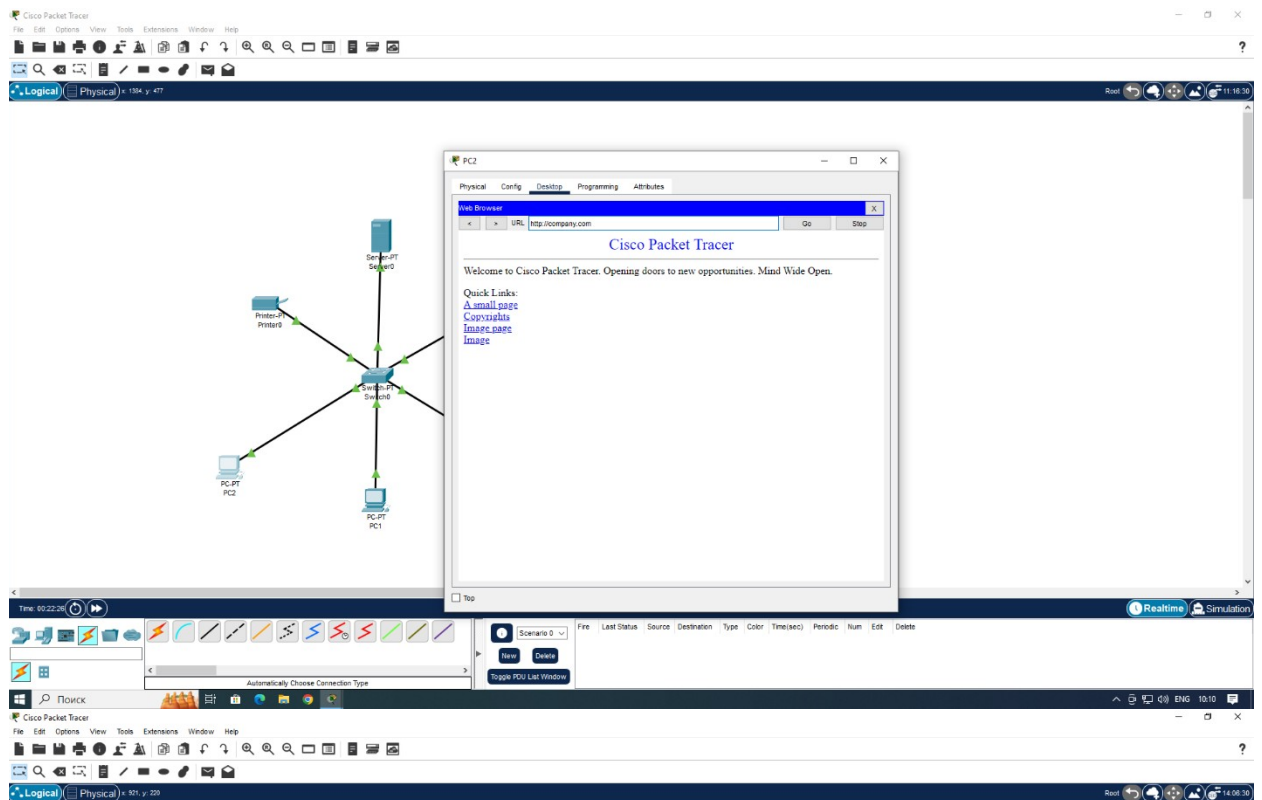 Cisco Packet Tracer
File Edit Options View Tools Extensions Window Help
?
Logical Physical x: 1384, y: 477 Root 11:16:30
PC2
Physical Config Desktop Programming Attributes
Web Browser X
< > URL http://company.com Go Stop
Cisco Packet Tracer
Welcome to Cisco Packet Tracer. Opening doors to new opportunities. Mind Wide Open.
Quick Links:
A small page
Copyrights
Image page
Image
Top
Server-PT
Server0
Printer-PT
Printer0
Switch-PT
Switch0
PC-PT
PC2
PC-PT
PC1
Time: 00:22:26 Realtime Simulation
Scenario 0 Fire Last Status Source Destination Type Color Time(sec) Periodic Num Edit Delete
New Delete
Toggle PDU List Window
Automatically Choose Connection Type
Поиск ENG 10:10
Cisco Packet Tracer
File Edit Options View Tools Extensions Window Help
?
Logical Physical x: 921, y: 220 Root 14:06:30